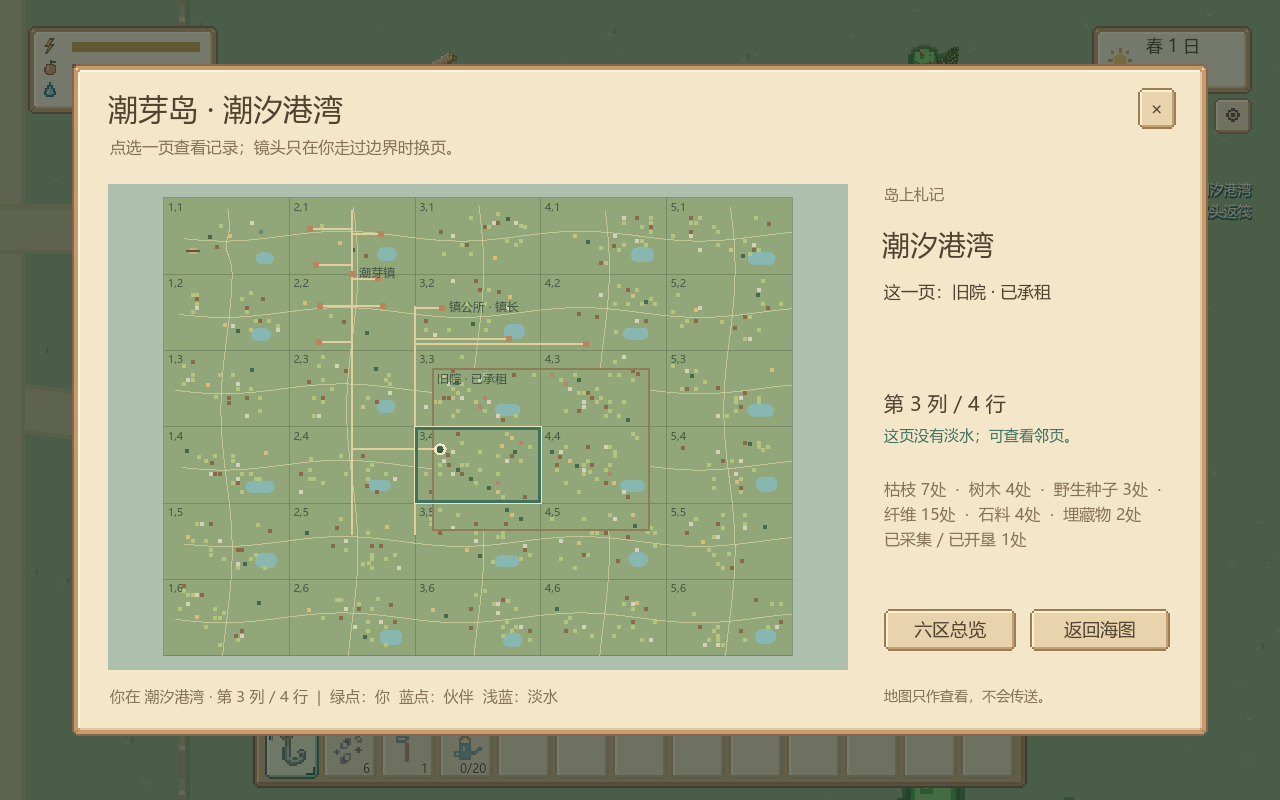 春 1 日
潮芽岛 · 潮汐港湾
×
点选一页查看记录；镜头只在你走过边界时换页。
1,1
2,1
3,1
4,1
5,1
潮芽镇
1,2
2,2
3,2
4,2
5,2
镇公所 · 镇长
1,3
2,3
3,3
4,3
5,3
旧院 · 已承租
1,4
2,4
3,4
4,4
5,4
1,5
2,5
3,5
4,5
5,5
1,6
2,6
3,6
4,6
5,6
岛上札记
潮汐港湾
这一页：旧院 · 已承租
第 3 列 / 4 行
这页没有淡水；可查看邻页。
枯枝 7处 · 树木 4处 · 野生种子 3处 ·
纤维 15处 · 石料 4处 · 埋藏物 2处
已采集 / 已开垦 1处
六区总览
返回海图
你在 潮汐港湾 · 第 3 列 / 4 行 | 绿点：你 蓝点：伙伴 浅蓝：淡水
地图只作查看，不会传送。
汐港湾
头返筏
6
1
0/20